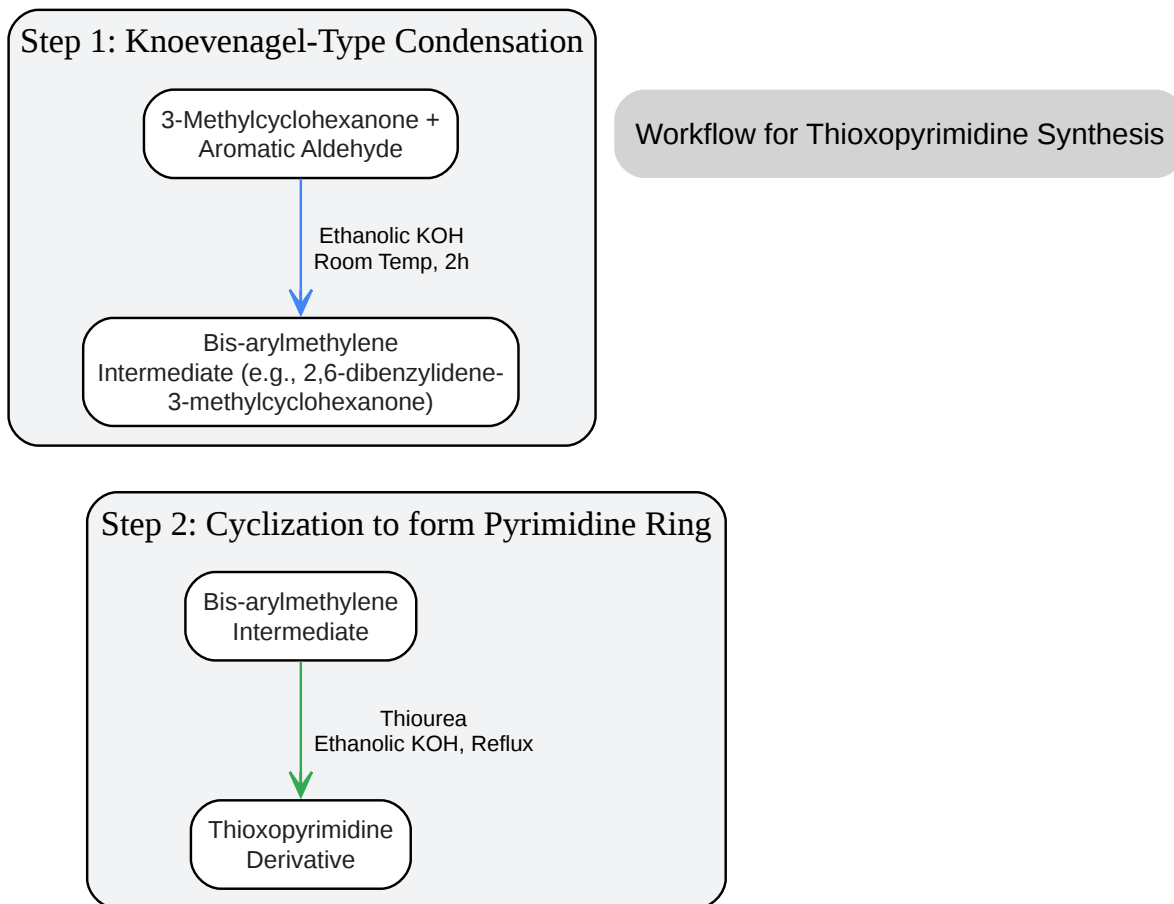 Step 1: Knoevenagel-Type Condensation
3-Methylcyclohexanone +
Aromatic Aldehyde
Workflow for Thioxopyrimidine Synthesis
Ethanolic KOH
Room Temp, 2h
Bis-arylmethylene
Intermediate (e.g., 2,6-dibenzylidene-
3-methylcyclohexanone)
Step 2: Cyclization to form Pyrimidine Ring
Bis-arylmethylene
Intermediate
Thiourea
Ethanolic KOH, Reflux
Thioxopyrimidine
Derivative